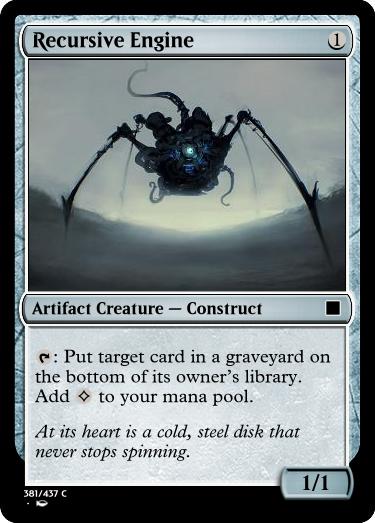 Recursive Engine 1
Artifact Creature — Construct
: Put target card in a graveyard on
the bottom of its owner's library.
Add to your mana pool.
At its heart is a cold, steel disk that
never stops spinning.
1/1
381/437 C